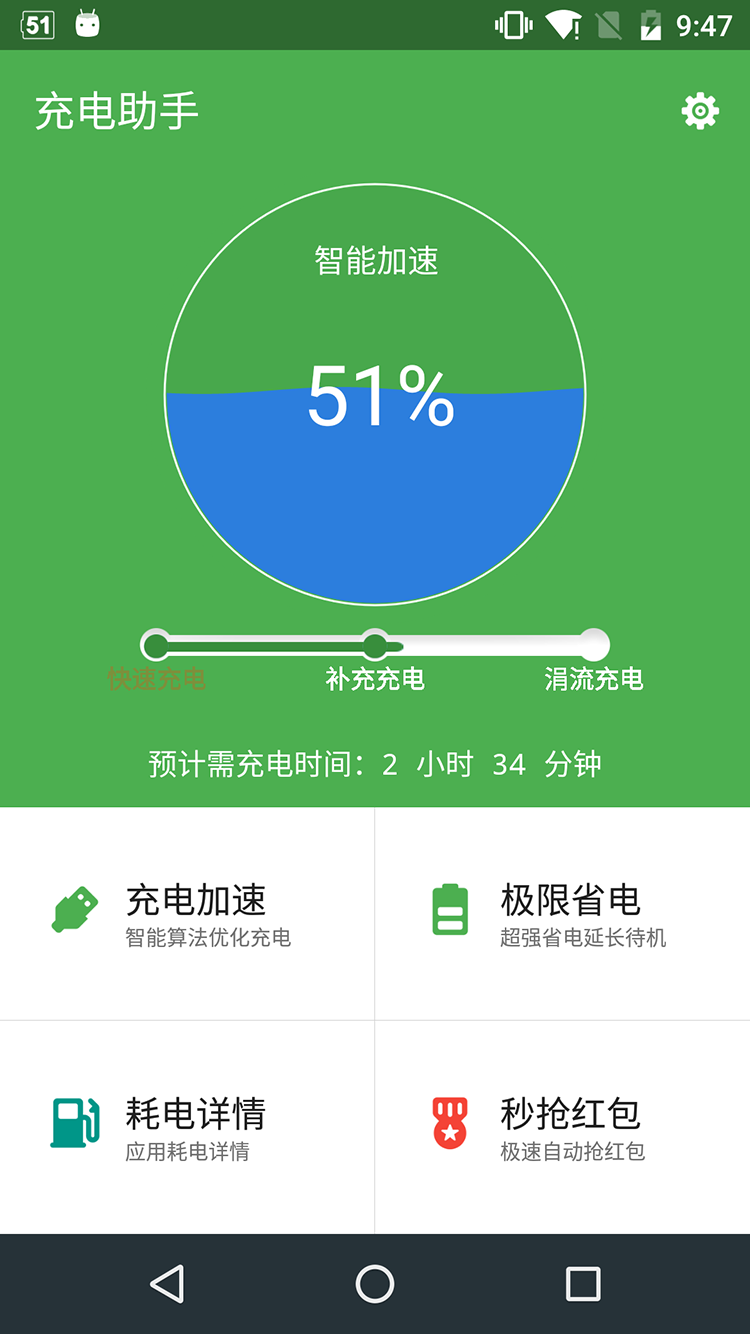 51 9:47
充电助手
智能加速
51%
快速充电 补充充电 涓流充电
预计需充电时间：2 小时 34 分钟
充电加速
智能算法优化充电
极限省电
超强省电延长待机
耗电详情
应用耗电详情
秒抢红包
极速自动抢红包